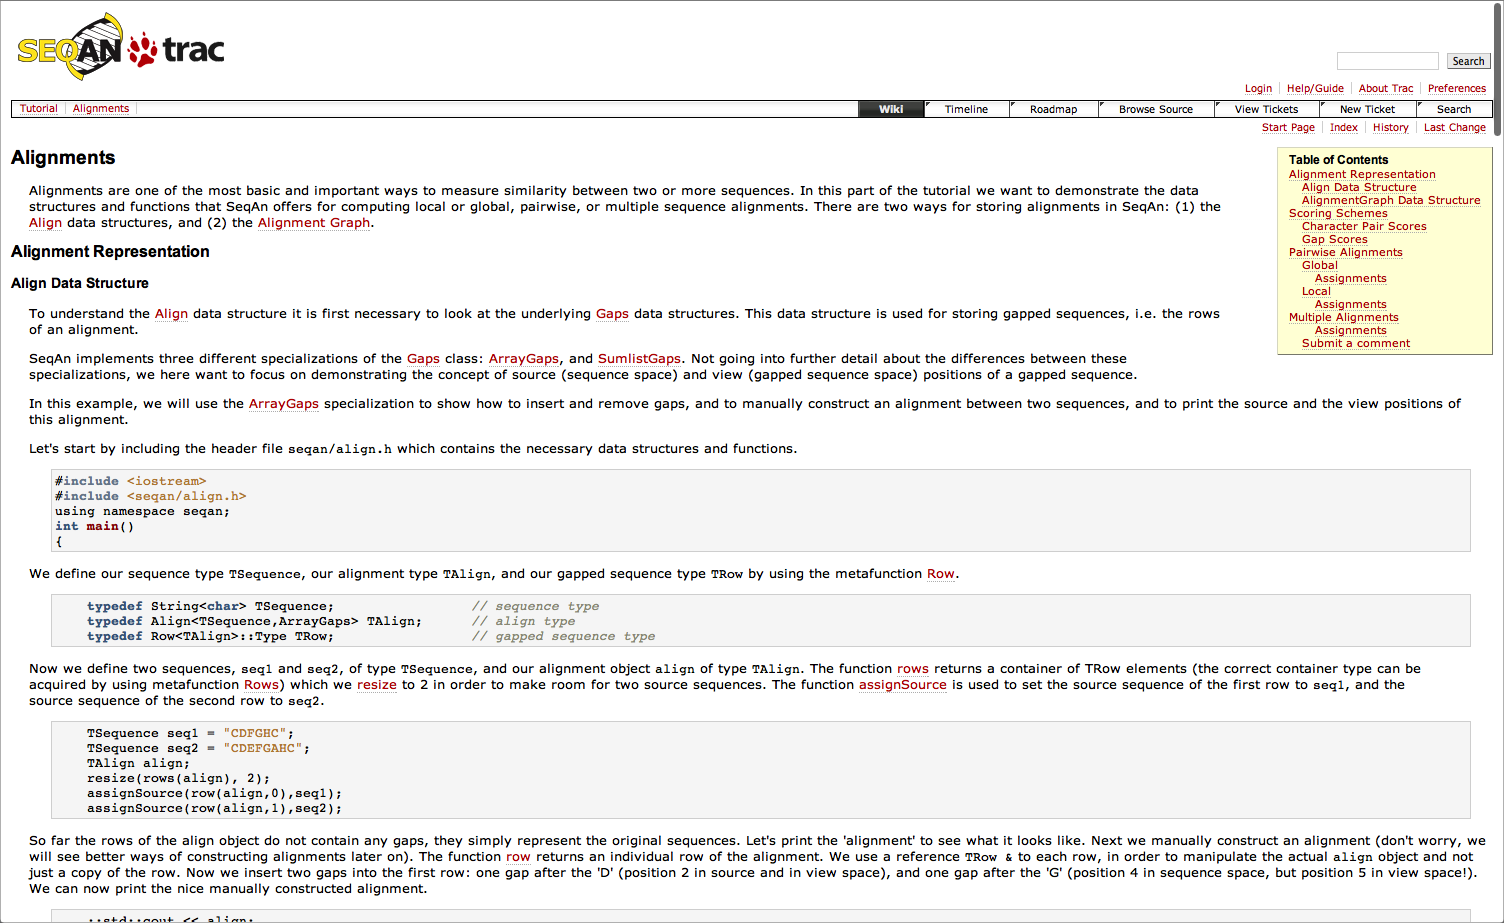 SEQAN trac
Search
Login Help/Guide About Trac Preferences
Tutorial Alignments Wiki Timeline Roadmap Browse Source View Tickets New Ticket Search
Start Page Index History Last Change
Alignments
Alignments are one of the most basic and important ways to measure similarity between two or more sequences. In this part of the tutorial we want to demonstrate the data
structures and functions that SeqAn offers for computing local or global, pairwise, or multiple sequence alignments. There are two ways for storing alignments in SeqAn: (1) the
Align data structures, and (2) the Alignment Graph.
Table of Contents
Alignment Representation
Align Data Structure
AlignmentGraph Data Structure
Scoring Schemes
Character Pair Scores
Gap Scores
Pairwise Alignments
Global
Assignments
Local
Assignments
Multiple Alignments
Assignments
Submit a comment
Alignment Representation
Align Data Structure
To understand the Align data structure it is first necessary to look at the underlying Gaps data structures. This data structure is used for storing gapped sequences, i.e. the rows
of an alignment.
SeqAn implements three different specializations of the Gaps class: ArrayGaps, and SumlistGaps. Not going into further detail about the differences between these
specializations, we here want to focus on demonstrating the concept of source (sequence space) and view (gapped sequence space) positions of a gapped sequence.
In this example, we will use the ArrayGaps specialization to show how to insert and remove gaps, and to manually construct an alignment between two sequences, and to print the source and the view positions of
this alignment.
Let's start by including the header file seqan/align.h which contains the necessary data structures and functions.
#include <iostream>
#include <seqan/align.h>
using namespace seqan;
int main()
{
We define our sequence type TSequence, our alignment type TAlign, and our gapped sequence type TRow by using the metafunction Row.
typedef String<char> TSequence; // sequence type
typedef Align<TSequence,ArrayGaps> TAlign; // align type
typedef Row<TAlign>::Type TRow; // gapped sequence type
Now we define two sequences, seq1 and seq2, of type TSequence, and our alignment object align of type TAlign. The function rows returns a container of TRow elements (the correct container type can be
acquired by using metafunction Rows) which we resize to 2 in order to make room for two source sequences. The function assignSource is used to set the source sequence of the first row to seq1, and the
source sequence of the second row to seq2.
TSequence seq1 = "CDFGHC";
TSequence seq2 = "CDEFGAHC";
TAlign align;
resize(rows(align), 2);
assignSource(row(align,0),seq1);
assignSource(row(align,1),seq2);
So far the rows of the align object do not contain any gaps, they simply represent the original sequences. Let's print the 'alignment' to see what it looks like. Next we manually construct an alignment (don't worry, we
will see better ways of constructing alignments later on). The function row returns an individual row of the alignment. We use a reference TRow & to each row, in order to manipulate the actual align object and not
just a copy of the row. Now we insert two gaps into the first row: one gap after the 'D' (position 2 in source and in view space), and one gap after the 'G' (position 4 in sequence space, but position 5 in view space!).
We can now print the nice manually constructed alignment.
::std::cout << align;